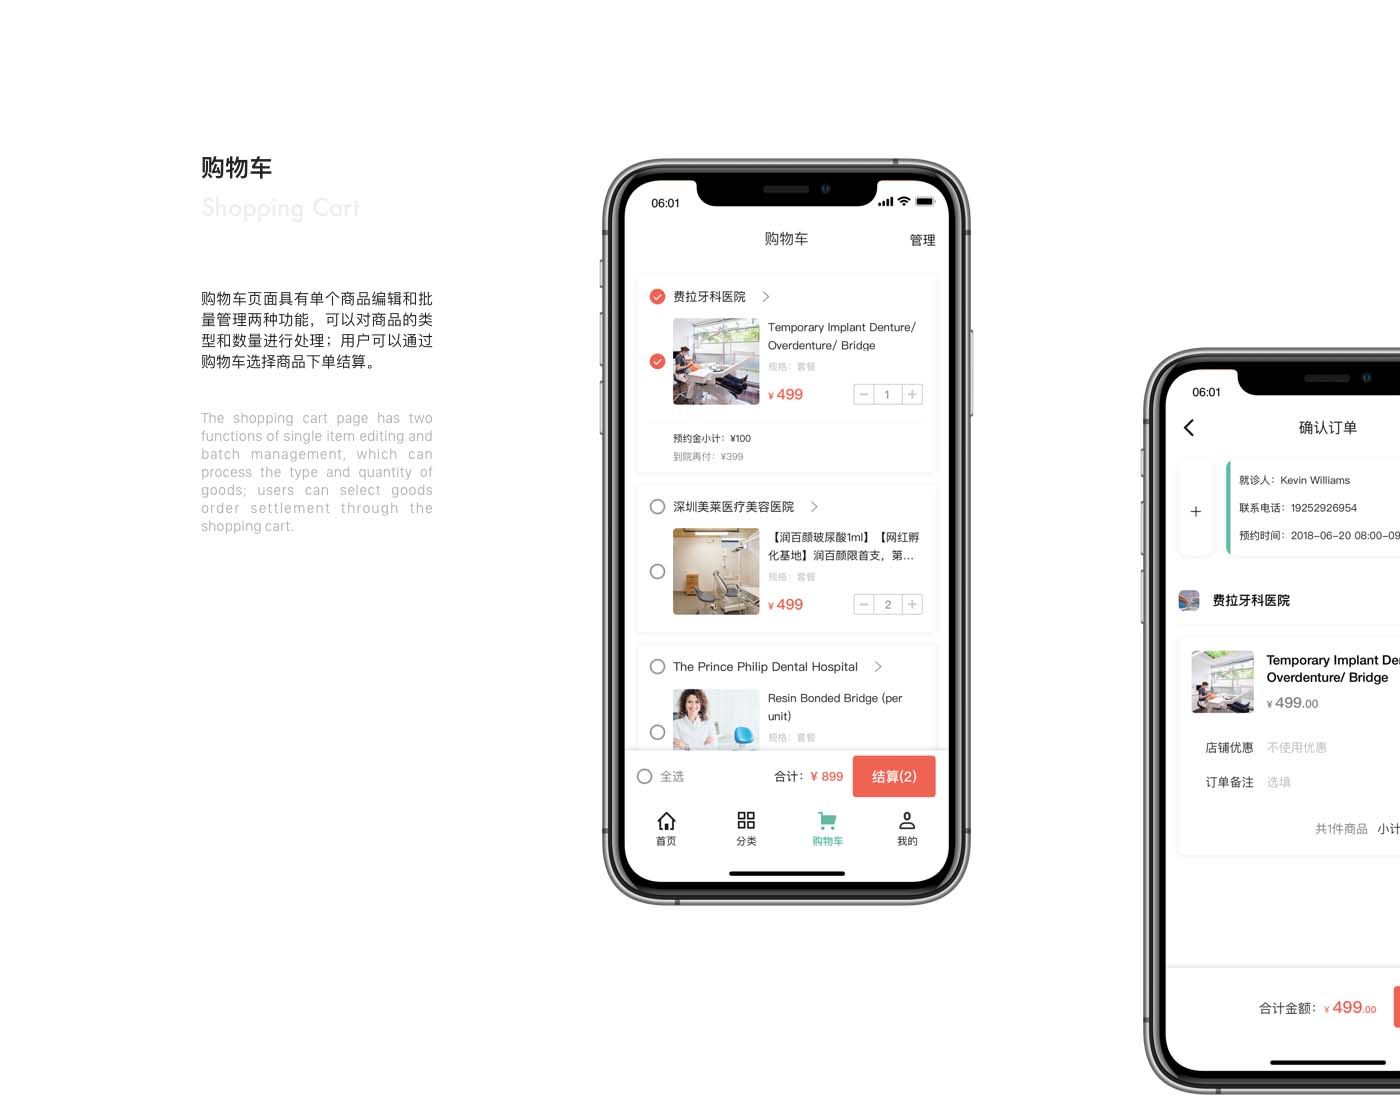 购物车
Shopping Cart
购物车页面具有单个商品编辑和批
量管理两种功能，可以对商品的类
型和数量进行处理；用户可以通过
购物车选择商品下单结算。
The shopping cart page has two
functions of single item editing and
batch management, which can
process the type and quantity of
goods; users can select goods
order settlement through the
shopping cart.
06:01
购物车 管理
费拉牙科医院
Temporary Implant Denture/
Overdenture/ Bridge
规格：套餐
¥ 499 1
预约金小计：¥100
到院再付：¥399
深圳美莱医疗美容医院
【润百颜玻尿酸1ml】【网红孵
化基地】润百颜限首支，第...
规格：套餐
¥ 499 2
The Prince Philip Dental Hospital
Resin Bonded Bridge (per
unit)
规格：套餐
全选 合计：¥ 899 结算(2)
首页 分类 购物车 我的
06:01
确认订单
就诊人：Kevin Williams
联系电话：19252926954
预约时间：2018-06-20 08:00-09
费拉牙科医院
Temporary Implant De
Overdenture/ Bridge
¥ 499.00
店铺优惠 不使用优惠
订单备注 选填
共1件商品 小计
合计金额：¥ 499.00